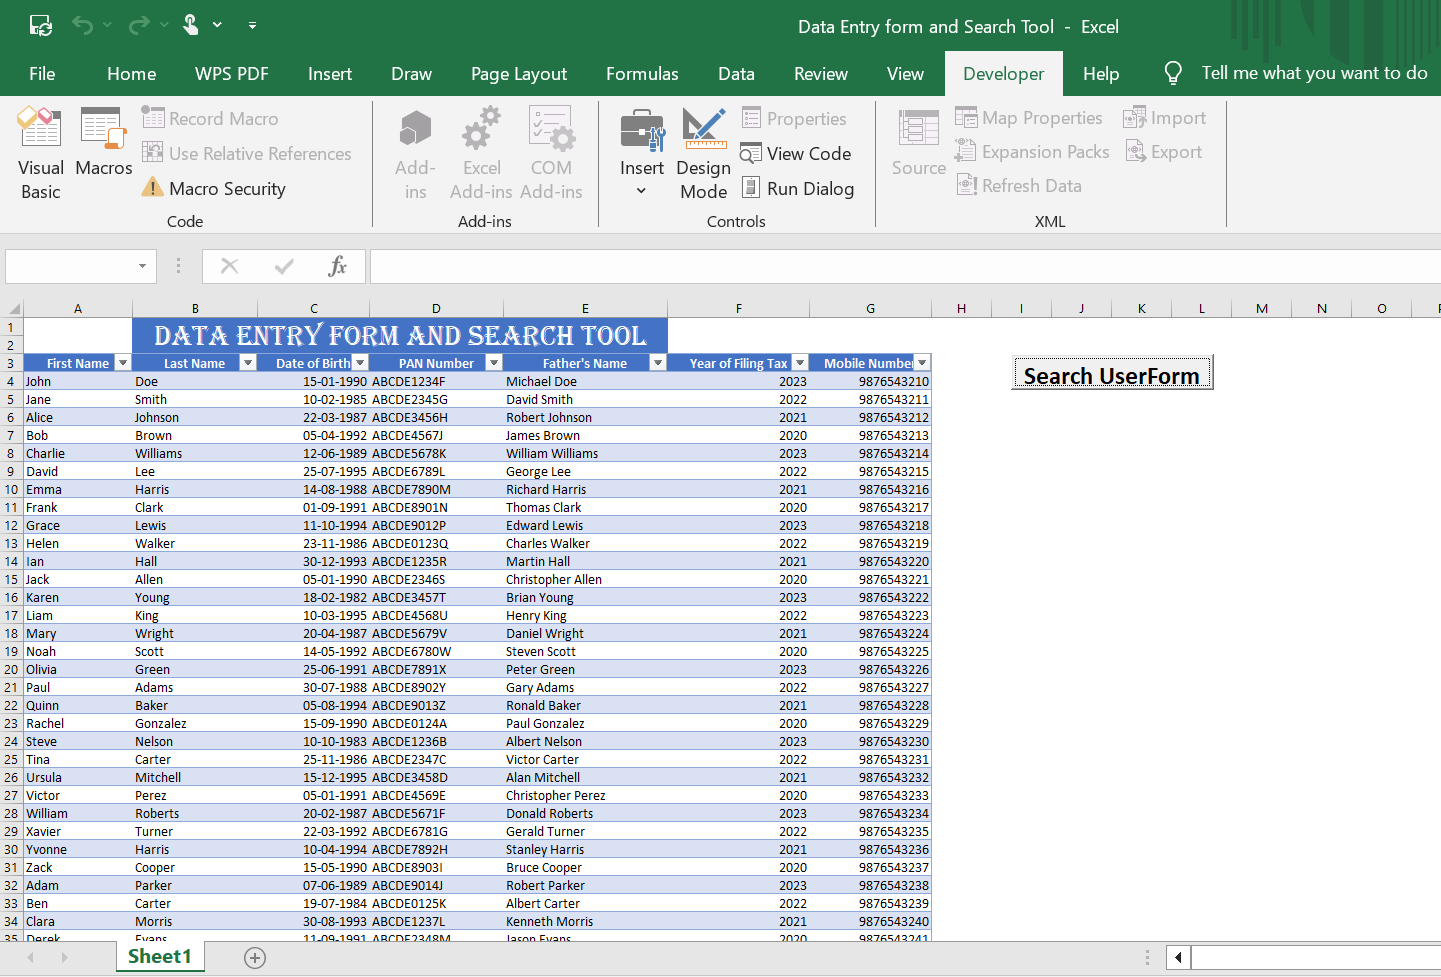 Data Entry form and Search Tool - Excel
File Home WPS PDF Insert Draw Page Layout Formulas Data Review View Developer Help Tell me what you want to do
Visual Basic
Macros
Record Macro
Use Relative References
Macro Security
Code
Add-ins
Excel Add-ins
COM Add-ins
Add-ins
Insert
Design Mode
Properties
View Code
Run Dialog
Controls
Source
Map Properties
Expansion Packs
Refresh Data
Import
Export
XML
fx
A B C D E F G H I J K L M N O
1 DATA ENTRY FORM AND SEARCH TOOL
2
3 First Name Last Name Date of Birth PAN Number Father's Name Year of Filing Tax Mobile Number
4 John Doe 15-01-1990 ABCDE1234F Michael Doe 2023 9876543210
5 Jane Smith 10-02-1985 ABCDE2345G David Smith 2022 9876543211
6 Alice Johnson 22-03-1987 ABCDE3456H Robert Johnson 2021 9876543212
7 Bob Brown 05-04-1992 ABCDE4567J James Brown 2020 9876543213
8 Charlie Williams 12-06-1989 ABCDE5678K William Williams 2023 9876543214
9 David Lee 25-07-1995 ABCDE6789L George Lee 2022 9876543215
10 Emma Harris 14-08-1988 ABCDE7890M Richard Harris 2021 9876543216
11 Frank Clark 01-09-1991 ABCDE8901N Thomas Clark 2020 9876543217
12 Grace Lewis 11-10-1994 ABCDE9012P Edward Lewis 2023 9876543218
13 Helen Walker 23-11-1986 ABCDE0123Q Charles Walker 2022 9876543219
14 Ian Hall 30-12-1993 ABCDE1235R Martin Hall 2021 9876543220
15 Jack Allen 05-01-1990 ABCDE2346S Christopher Allen 2020 9876543221
16 Karen Young 18-02-1982 ABCDE3457T Brian Young 2023 9876543222
17 Liam King 10-03-1995 ABCDE4568U Henry King 2022 9876543223
18 Mary Wright 20-04-1987 ABCDE5679V Daniel Wright 2021 9876543224
19 Noah Scott 14-05-1992 ABCDE6780W Steven Scott 2020 9876543225
20 Olivia Green 25-06-1991 ABCDE7891X Peter Green 2023 9876543226
21 Paul Adams 30-07-1988 ABCDE8902Y Gary Adams 2022 9876543227
22 Quinn Baker 05-08-1994 ABCDE9013Z Ronald Baker 2021 9876543228
23 Rachel Gonzalez 15-09-1990 ABCDE0124A Paul Gonzalez 2020 9876543229
24 Steve Nelson 10-10-1983 ABCDE1236B Albert Nelson 2023 9876543230
25 Tina Carter 25-11-1986 ABCDE2347C Victor Carter 2022 9876543231
26 Ursula Mitchell 15-12-1995 ABCDE3458D Alan Mitchell 2021 9876543232
27 Victor Perez 05-01-1991 ABCDE4569E Christopher Perez 2020 9876543233
28 William Roberts 20-02-1987 ABCDE5671F Donald Roberts 2023 9876543234
29 Xavier Turner 22-03-1992 ABCDE6781G Gerald Turner 2022 9876543235
30 Yvonne Harris 10-04-1994 ABCDE7892H Stanley Harris 2021 9876543236
31 Zack Cooper 15-05-1990 ABCDE8903I Bruce Cooper 2020 9876543237
32 Adam Parker 07-06-1989 ABCDE9014J Robert Parker 2023 9876543238
33 Ben Carter 19-07-1984 ABCDE0125K Albert Carter 2022 9876543239
34 Clara Morris 30-08-1993 ABCDE1237L Kenneth Morris 2021 9876543240
35 Derek Evans 11-09-1991 ABCDE2348M Jason Evans 2020 9876543241
Search UserForm
Sheet1